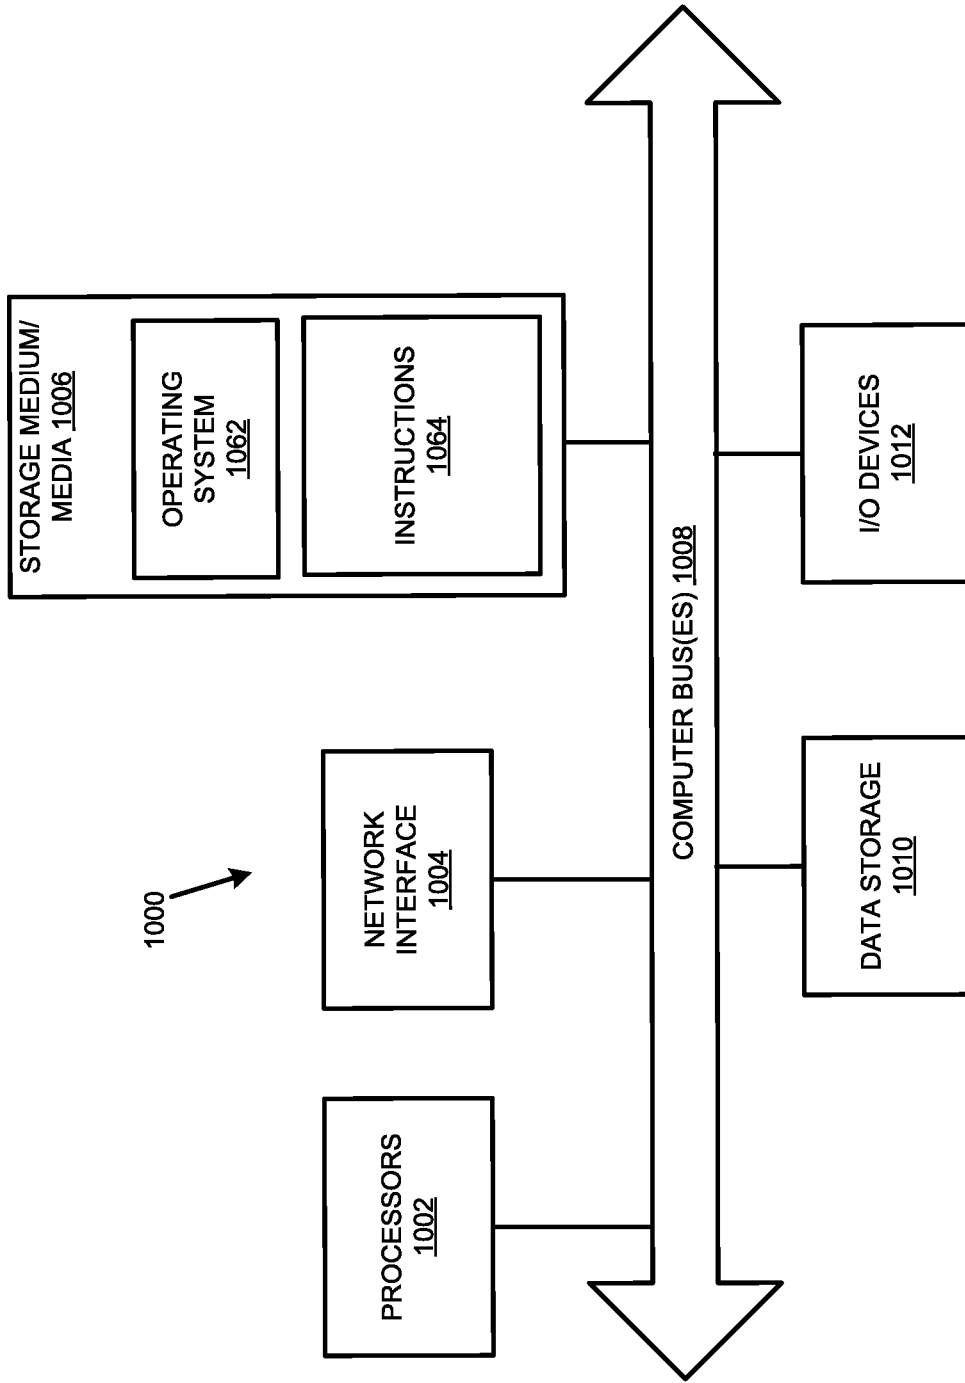 1000
PROCESSORS
1002
NETWORK
INTERFACE
1004
STORAGE MEDIUM/
MEDIA 1006
OPERATING
SYSTEM
1062
INSTRUCTIONS
1064
COMPUTER BUS(ES) 1008
DATA STORAGE
1010
I/O DEVICES
1012